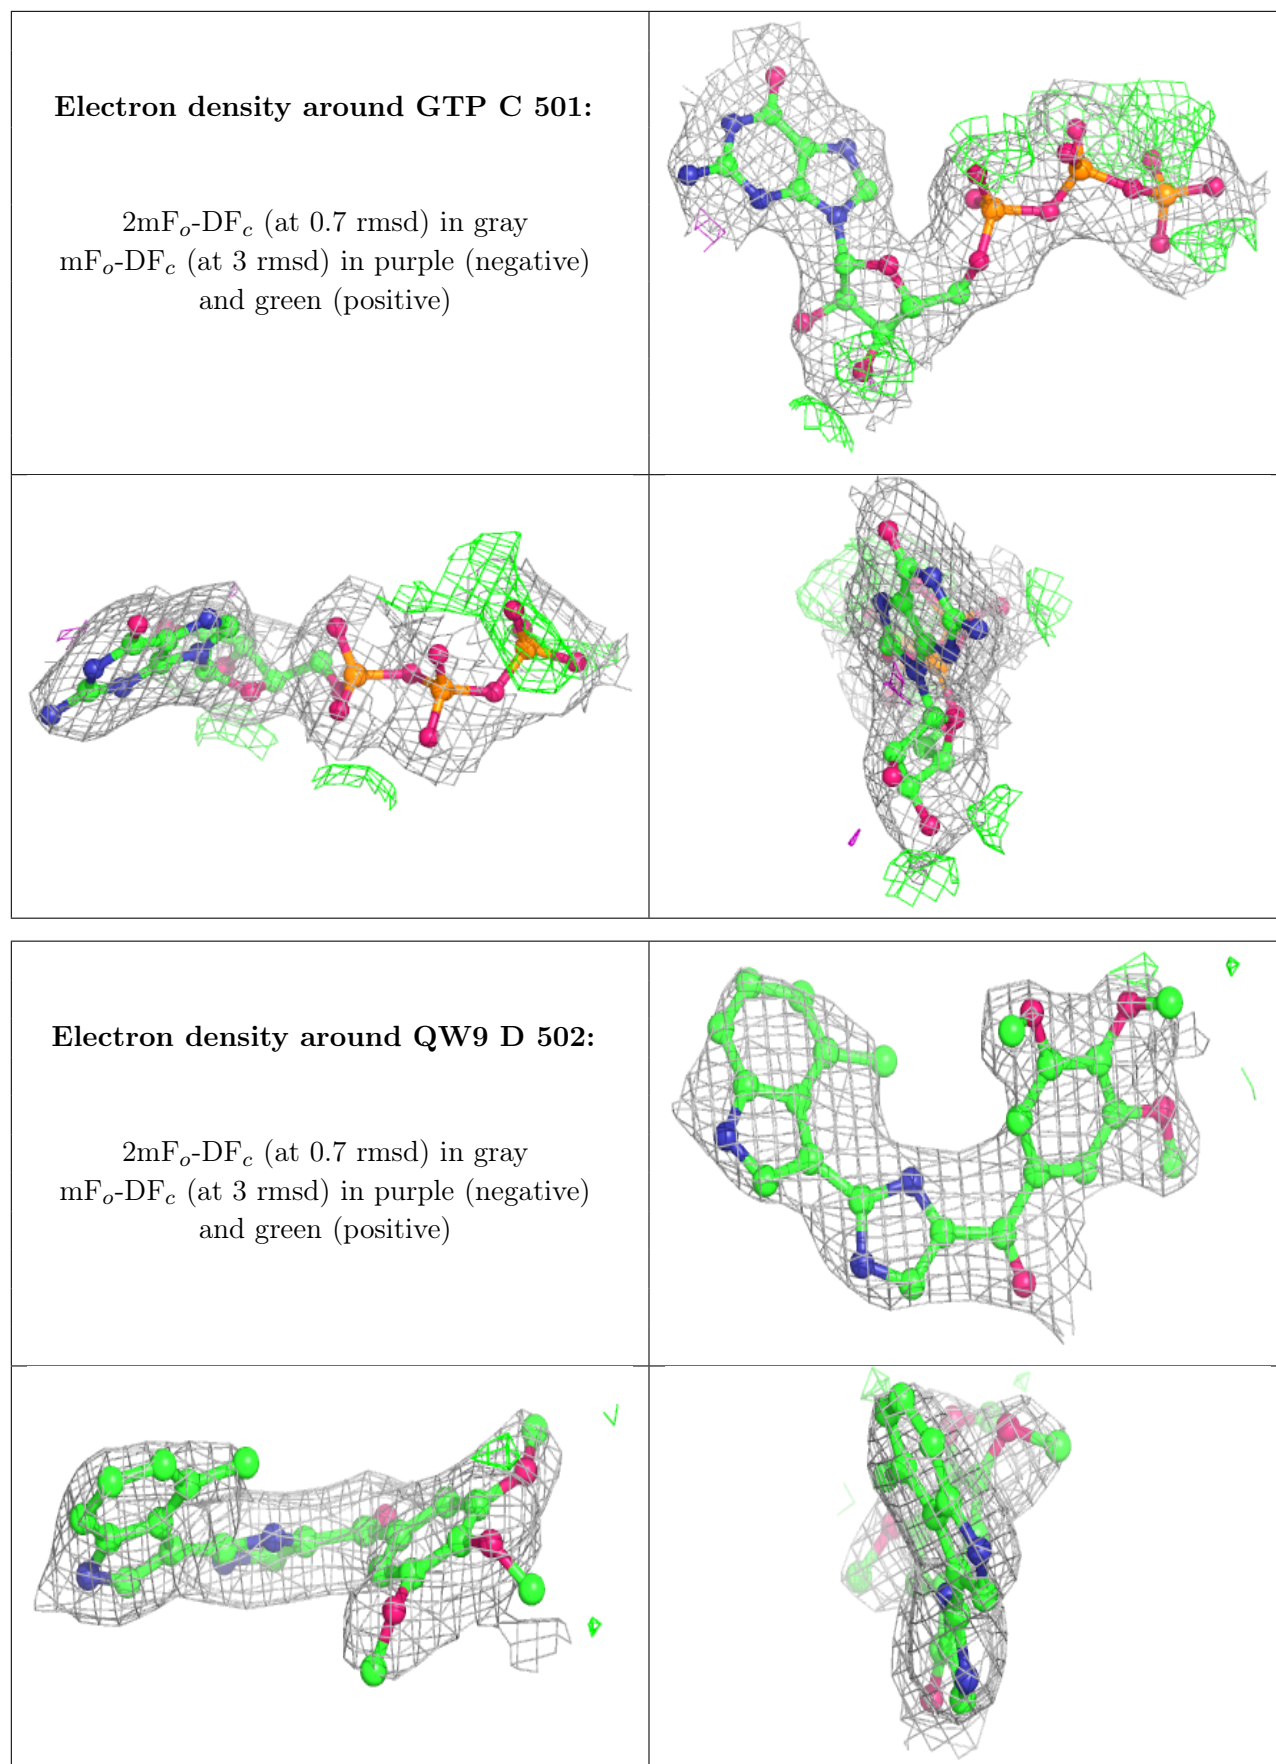 Electron density around GTP C 501:
2mFo-DFc (at 0.7 rmsd) in gray
mFo-DFc (at 3 rmsd) in purple (negative)
and green (positive)
Electron density around QW9 D 502:
2mFo-DFc (at 0.7 rmsd) in gray
mFo-DFc (at 3 rmsd) in purple (negative)
and green (positive)